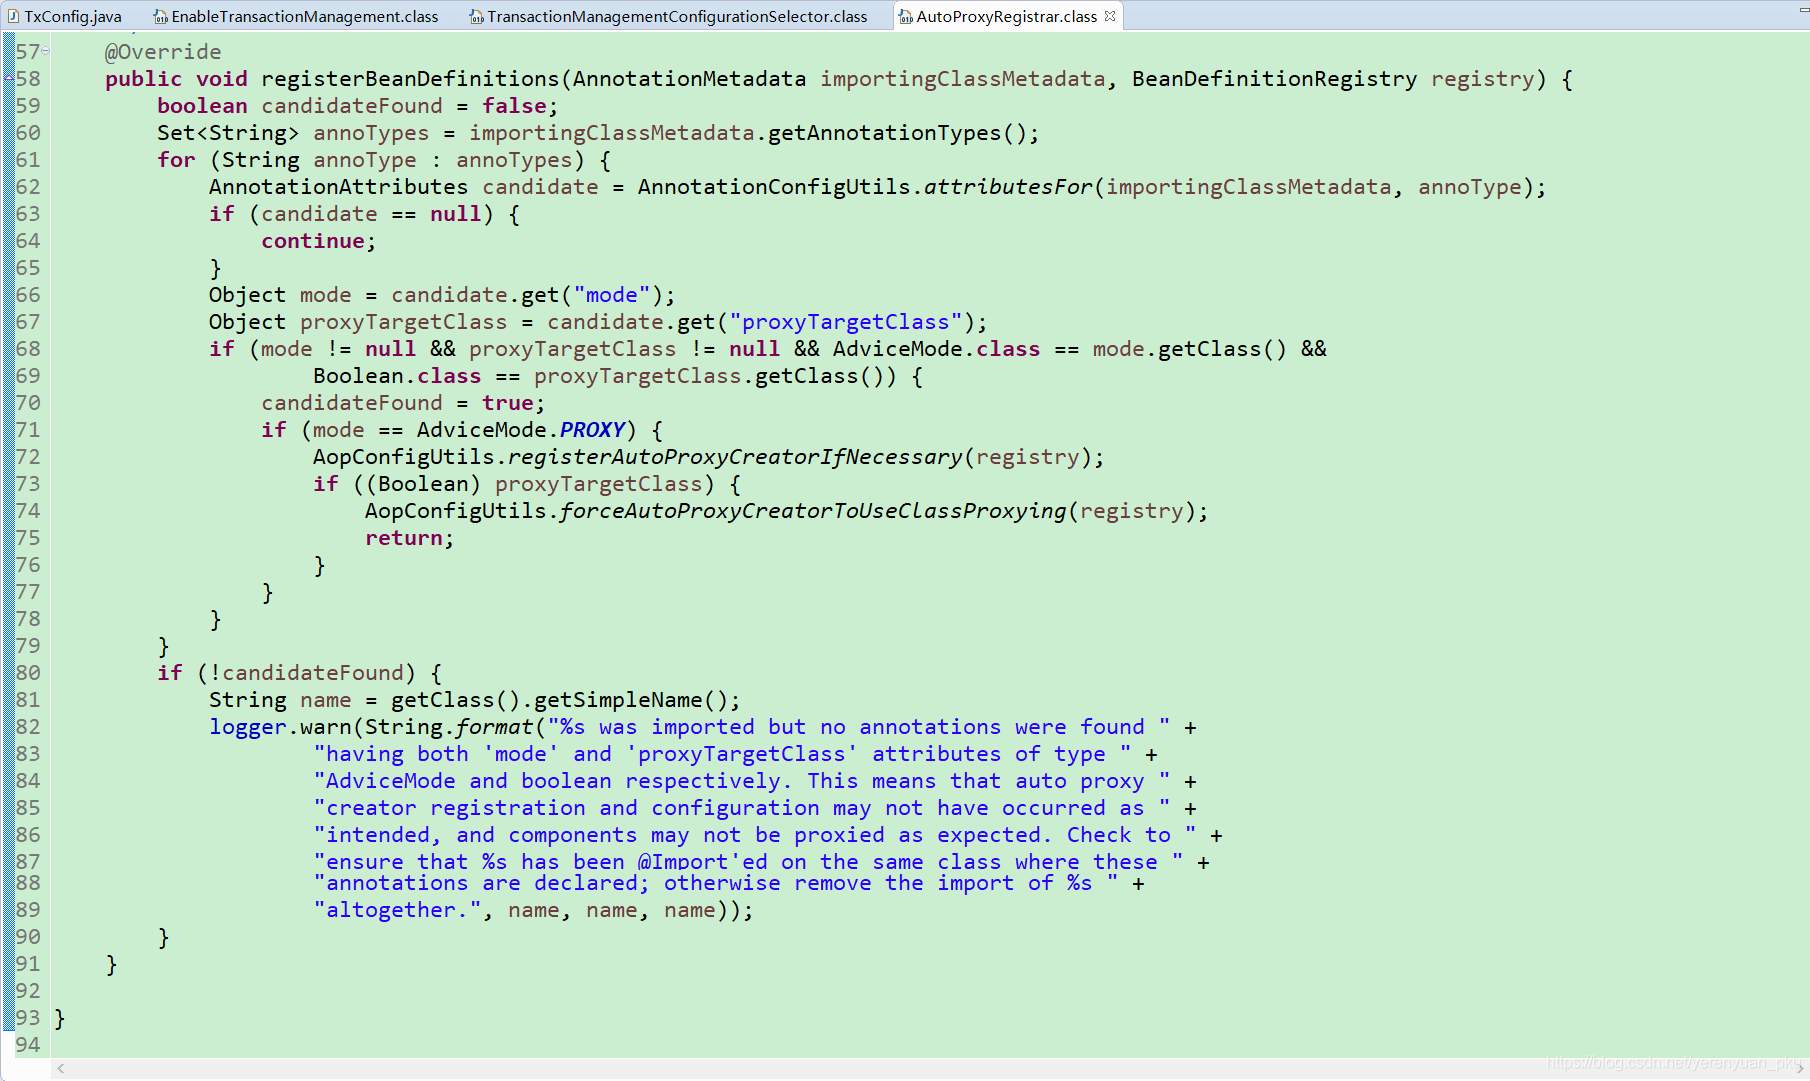 TxConfig.java EnableTransactionManagement.class TransactionManagementConfigurationSelector.class AutoProxyRegistrar.class
57 @Override
58 public void registerBeanDefinitions(AnnotationMetadata importingClassMetadata, BeanDefinitionRegistry registry) {
59 boolean candidateFound = false;
60 Set<String> annoTypes = importingClassMetadata.getAnnotationTypes();
61 for (String annoType : annoTypes) {
62 AnnotationAttributes candidate = AnnotationConfigUtils.attributesFor(importingClassMetadata, annoType);
63 if (candidate == null) {
64 continue;
65 }
66 Object mode = candidate.get("mode");
67 Object proxyTargetClass = candidate.get("proxyTargetClass");
68 if (mode != null && proxyTargetClass != null && AdviceMode.class == mode.getClass() &&
69 Boolean.class == proxyTargetClass.getClass()) {
70 candidateFound = true;
71 if (mode == AdviceMode.PROXY) {
72 AopConfigUtils.registerAutoProxyCreatorIfNecessary(registry);
73 if ((Boolean) proxyTargetClass) {
74 AopConfigUtils.forceAutoProxyCreatorToUseClassProxying(registry);
75 return;
76 }
77 }
78 }
79 }
80 if (!candidateFound) {
81 String name = getClass().getSimpleName();
82 logger.warn(String.format("%s was imported but no annotations were found " +
83 "having both 'mode' and 'proxyTargetClass' attributes of type " +
84 "AdviceMode and boolean respectively. This means that auto proxy " +
85 "creator registration and configuration may not have occurred as " +
86 "intended, and components may not be proxied as expected. Check to " +
87 "ensure that %s has been @Import'ed on the same class where these " +
88 "annotations are declared; otherwise remove the import of %s " +
89 "altogether.", name, name, name));
90 }
91 }
92
93 }
94
https://blog.csdn.net/yerenyuan_pku